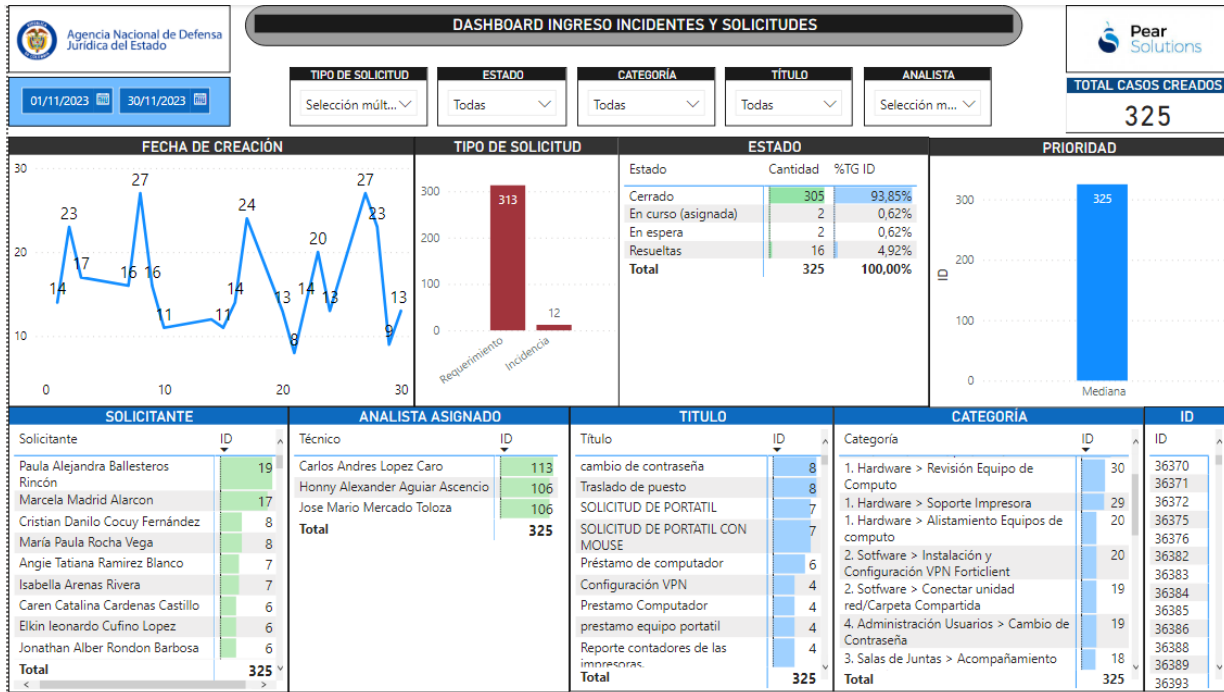 Agencia Nacional de Defensa
Jurídica del Estado
DASHBOARD INGRESO INCIDENTES Y SOLICITUDES
Pear
Solutions
01/11/2023
30/11/2023
TIPO DE SOLICITUD
Selección múlt...
ESTADO
Todas
CATEGORÍA
Todas
TÍTULO
Todas
ANALISTA
Selección m...
TOTAL CASOS CREADOS
325
FECHA DE CREACIÓN
30
20
10
14
23
17
16
27
16
11
11
14
24
13
8
14
20
13
27
23
9
13
0
10
20
30
TIPO DE SOLICITUD
300
200
100
0
313
12
Requerimiento
Incidencia
ESTADO
Estado Cantidad %TG ID
Cerrado 305 93,85%
En curso (asignada) 2 0,62%
En espera 2 0,62%
Resueltas 16 4,92%
Total 325 100,00%
PRIORIDAD
ID
300
200
100
0
325
Mediana
SOLICITANTE
Solicitante ID
Paula Alejandra Ballesteros
Rincón 19
Marcela Madrid Alarcon 17
Cristian Danilo Cocuy Fernández 8
María Paula Rocha Vega 8
Angie Tatiana Ramirez Blanco 7
Isabella Arenas Rivera 7
Caren Catalina Cardenas Castillo 6
Elkin leonardo Cufino Lopez 6
Jonathan Alber Rondon Barbosa 6
Total 325
ANALISTA ASIGNADO
Técnico ID
Carlos Andres Lopez Caro 113
Honny Alexander Aguiar Ascencio 106
Jose Mario Mercado Toloza 106
Total 325
TITULO
Título ID
cambio de contraseña 8
Traslado de puesto 8
SOLICITUD DE PORTATIL 7
SOLICITUD DE PORTATIL CON 7
MOUSE
Préstamo de computador 6
Configuración VPN 4
Prestamo Computador 4
prestamo equipo portatil 4
Reporte contadores de las 4
impresoras.
Total 325
CATEGORÍA
Categoría ID
1. Hardware > Revisión Equipo de 30
Computo
1. Hardware > Soporte Impresora 29
1. Hardware > Alistamiento Equipos de 20
computo
2. Sotfware > Instalación y 20
Configuración VPN Forticlient
2. Sotfware > Conectar unidad 19
red/Carpeta Compartida
4. Administración Usuarios > Cambio de 19
Contraseña
3. Salas de Juntas > Acompañamiento 18
Total 325
ID
ID
36370
36371
36372
36375
36376
36382
36383
36384
36385
36386
36388
36389
36393